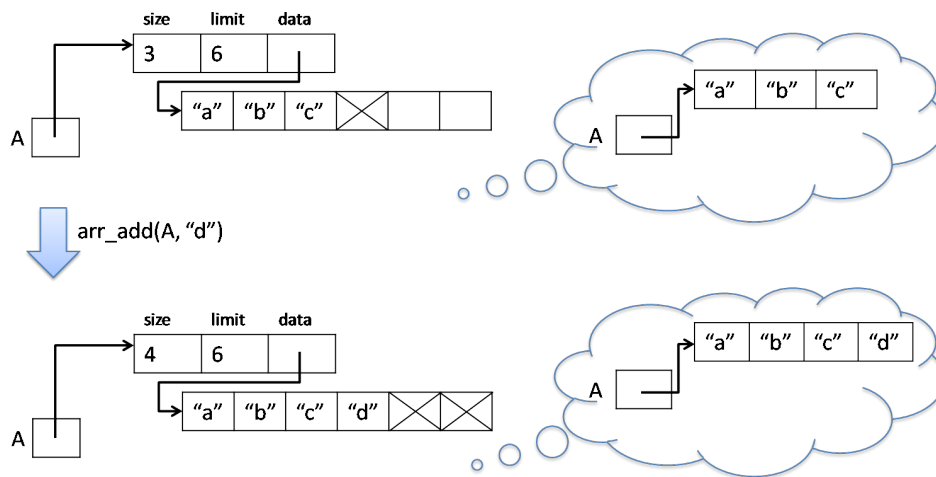 size limit data
3 6
"a" "b" "c"
A
"a" "b" "c"
A
arr_add(A, "d")
size limit data
4 6
"a" "b" "c" "d"
A
"a" "b" "c" "d"
A